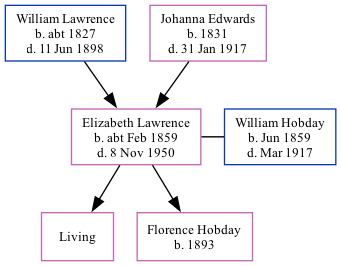 William Lawrence
b. abt 1827
d. 11 Jun 1898
Johanna Edwards
b. 1831
d. 31 Jan 1917
Elizabeth Lawrence
b. abt Feb 1859
d. 8 Nov 1950
William Hobday
b. Jun 1859
d. Mar 1917
Living
Florence Hobday
b. 1893